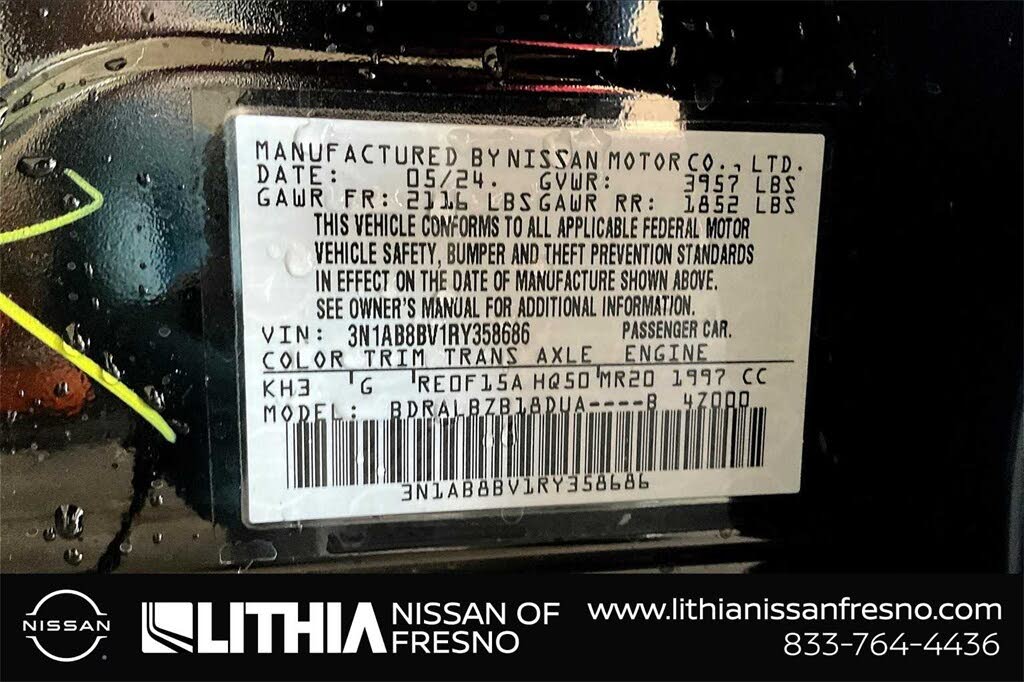 MANUFACTURED BY NISSAN MOTOR CO., LTD.
DATE: 05/24. GVWR: 3957 LBS
GAWR FR: 2116 LBS GAWR RR: 1852 LBS
THIS VEHICLE CONFORMS TO ALL APPLICABLE FEDERAL MOTOR
VEHICLE SAFETY, BUMPER AND THEFT PREVENTION STANDARDS
IN EFFECT ON THE DATE OF MANUFACTURE SHOWN ABOVE.
SEE OWNER'S MANUAL FOR ADDITIONAL INFORMATION.
VIN: 3N1AB8BV1RY358686 PASSENGER CAR.
COLOR TRIM TRANS AXLE ENGINE
KH3 G RE0F15A HQ50 MR20 1997 CC
MODEL: BDRALBZB18DUA----B 4Z000
3N1AB8BV1RY358686
NISSAN
LITHIA
NISSAN OF
FRESNO
www.lithianissanfresno.com
833-764-4436